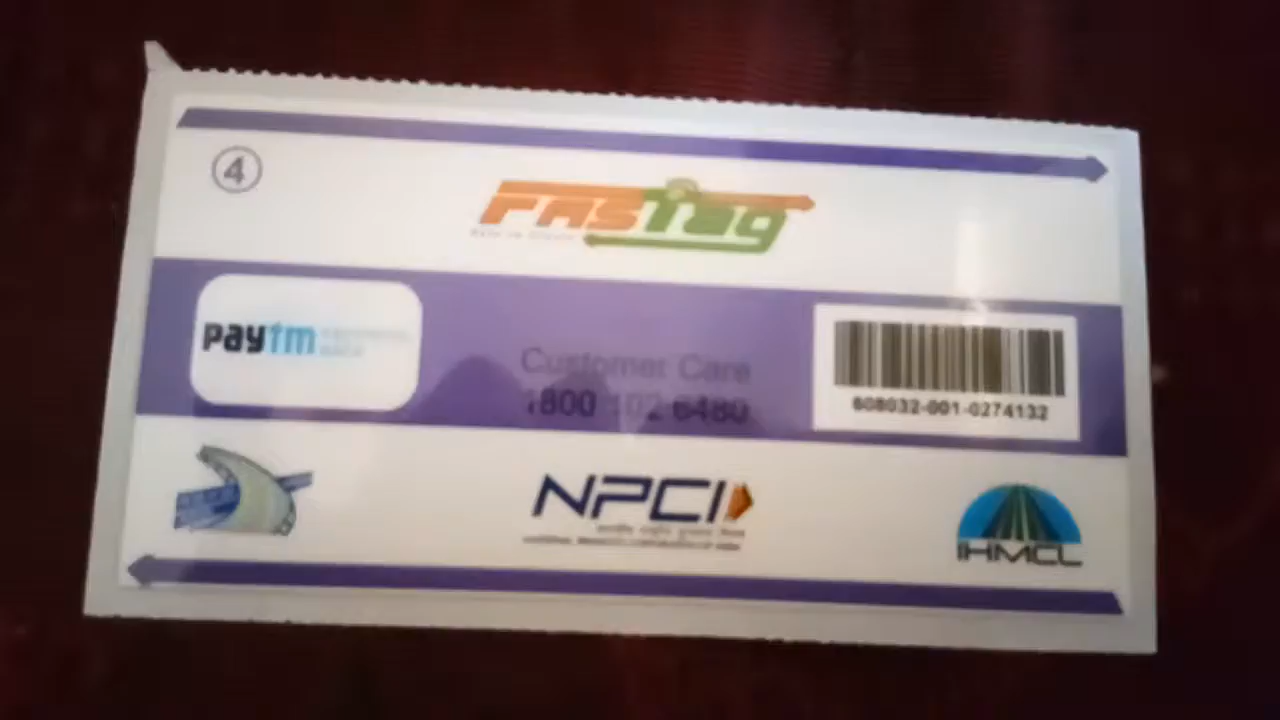 4
FASTag
paytm
Customer Care
1800 102 6480
608032-001-0274132
NPCI
IHMCL